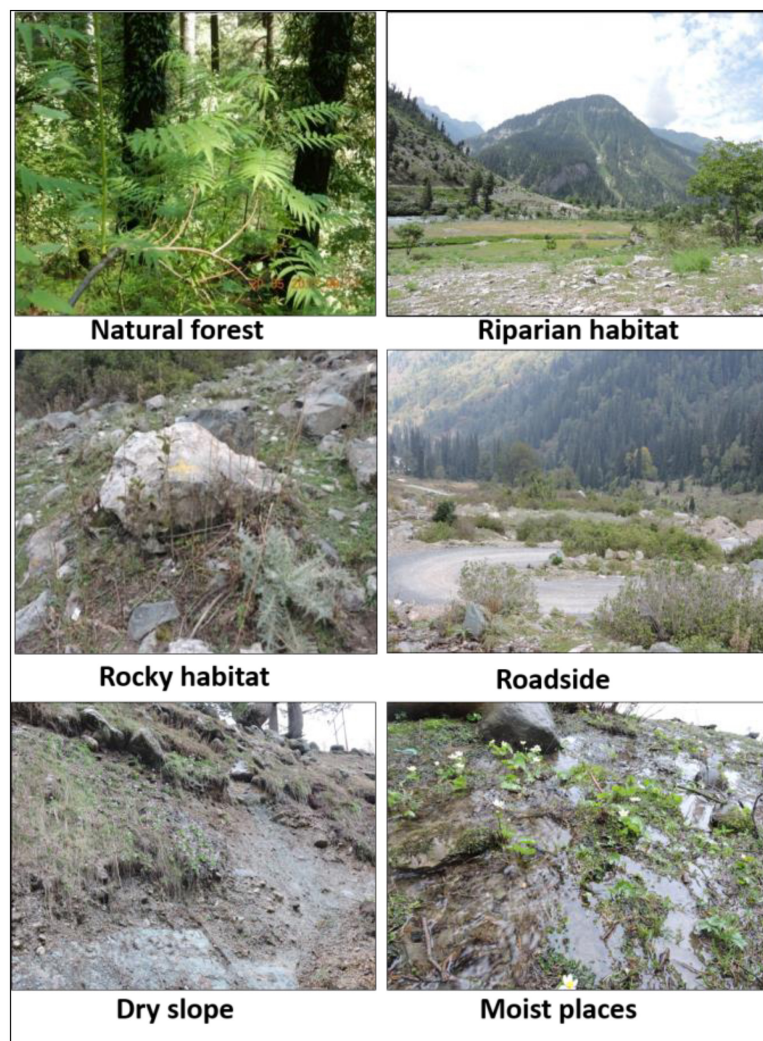 Natural forest
Riparian habitat
Rocky habitat
Roadside
Dry slope
Moist places